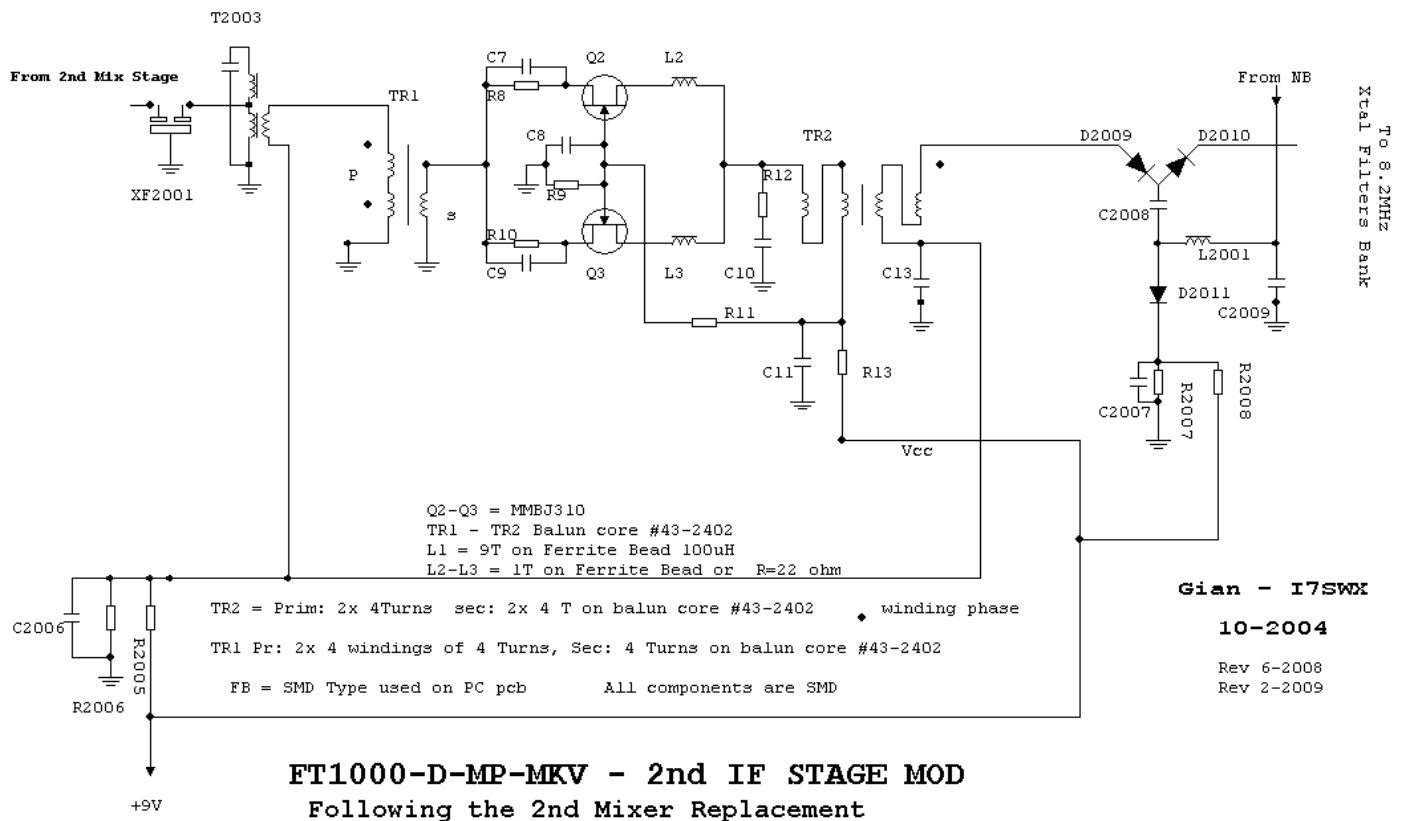 T2003
C7
Q2
L2
From 2nd Mix Stage
From NB
TR1
R8
To 8.2MHz
Xtal Filters Bank
C8
TR2
D2009
D2010
P
R12
XF2001
R9
s
C2008
R10
L2001
C9
Q3
L3
C10
C13
D2011
R11
C2009
C11
R13
C2007
R2007
R2008
Vcc
Q2-Q3 = MMBJ310
TR1 - TR2 Balun core #43-2402
L1 = 9T on Ferrite Bead 100uH
L2-L3 = 1T on Ferrite Bead or R=22 ohm
Gian - I7SWX
TR2 = Prim: 2x 4Turns sec: 2x 4 T on balun core #43-2402
winding phase
C2006
10-2004
R2005
TR1 Pr: 2x 4 windings of 4 Turns, Sec: 4 Turns on balun core #43-2402
Rev 6-2008
FB = SMD Type used on PC pcb All components are SMD
Rev 2-2009
R2006
FT1000-D-MP-MKV - 2nd IF STAGE MOD
+9V
Following the 2nd Mixer Replacement